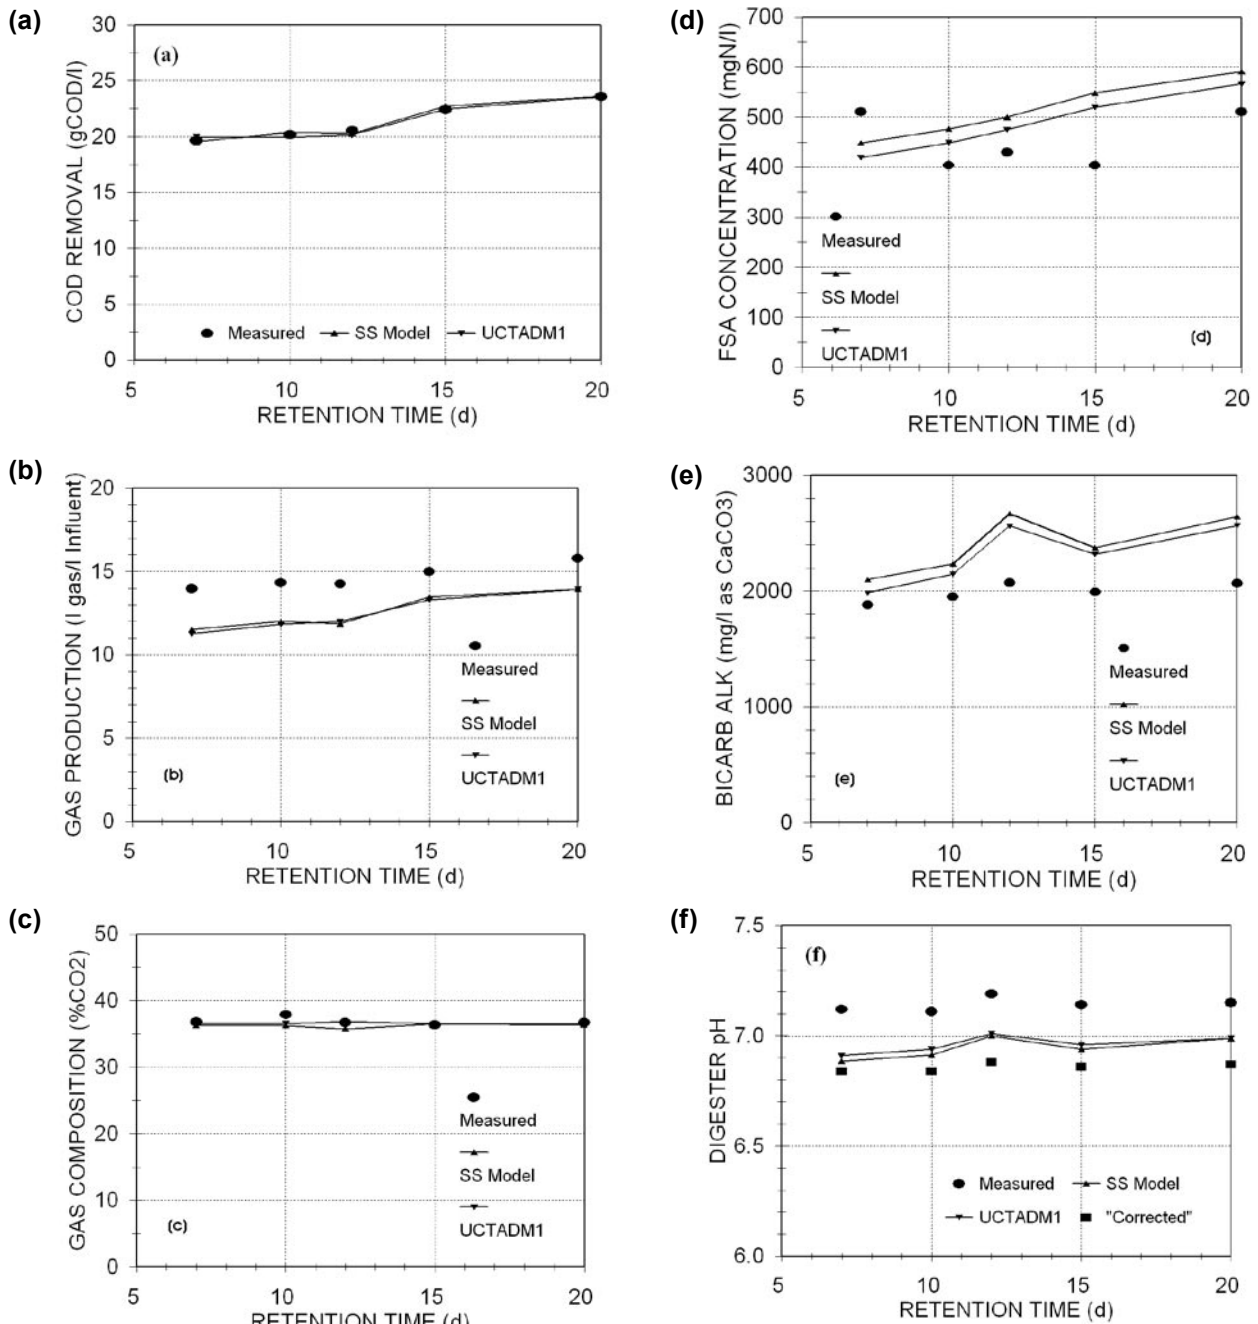 (a)
COD REMOVAL (gCOD/l)
30
25
20
15
10
5
0
(a)
Measured SS Model UCTADM1
5 10 15 20
RETENTION TIME (d)
(b)
GAS PRODUCTION (l gas/l Influent)
20
15
10
5
0
Measured
SS Model
UCTADM1
(b)
5 10 15 20
RETENTION TIME (d)
(c)
GAS COMPOSITION (%CO2)
50
40
30
20
10
0
Measured
SS Model
UCTADM1
(c)
5 10 15 20
RETENTION TIME (d)
(d)
FSA CONCENTRATION (mgN/l)
700
600
500
400
300
200
100
0
Measured
SS Model
UCTADM1
(d)
5 10 15 20
RETENTION TIME (d)
(e)
BICARB ALK (mg/l as CaCO3)
3000
2000
1000
0
Measured
SS Model
UCTADM1
(e)
5 10 15 20
RETENTION TIME (d)
(f)
DIGESTER pH
7.5
7.0
6.5
6.0
(f)
Measured SS Model
UCTADM1 "Corrected"
5 10 15 20
RETENTION TIME (d)